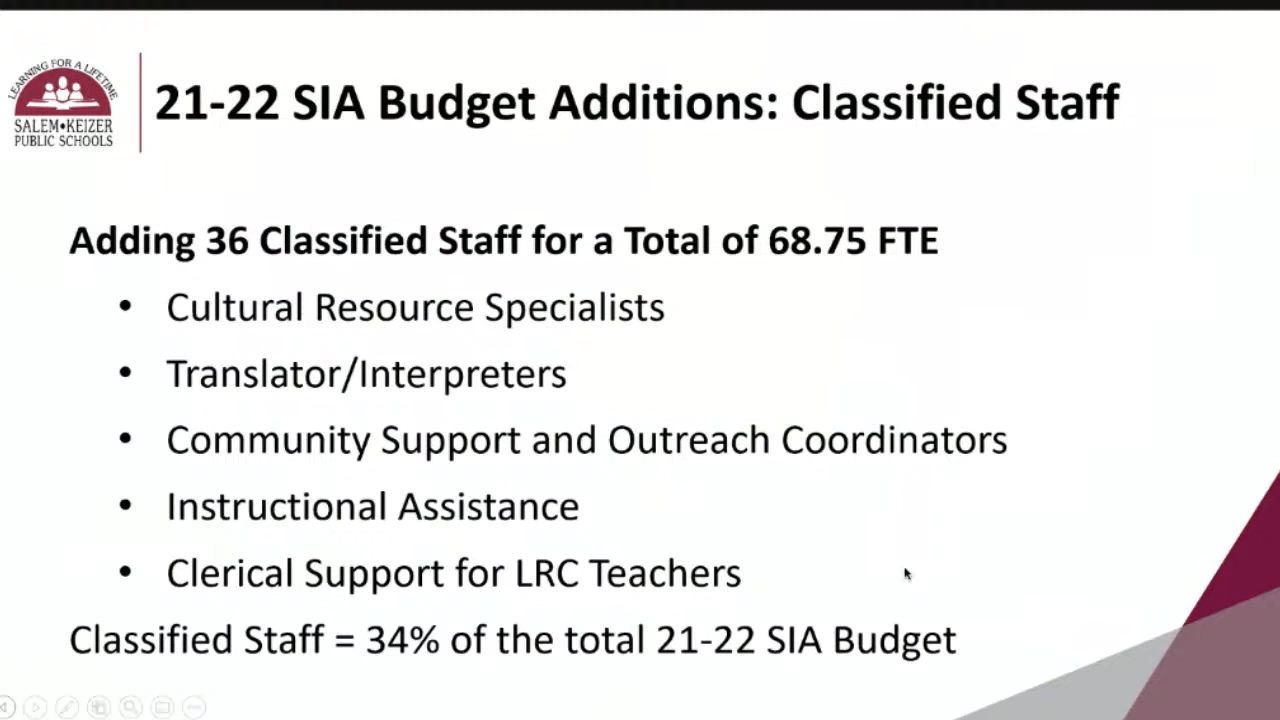 LEARNING FOR A LIFETIME
SALEM•KEIZER
PUBLIC SCHOOLS
21-22 SIA Budget Additions: Classified Staff
Adding 36 Classified Staff for a Total of 68.75 FTE
• Cultural Resource Specialists
• Translator/Interpreters
• Community Support and Outreach Coordinators
• Instructional Assistance
• Clerical Support for LRC Teachers
Classified Staff = 34% of the total 21-22 SIA Budget